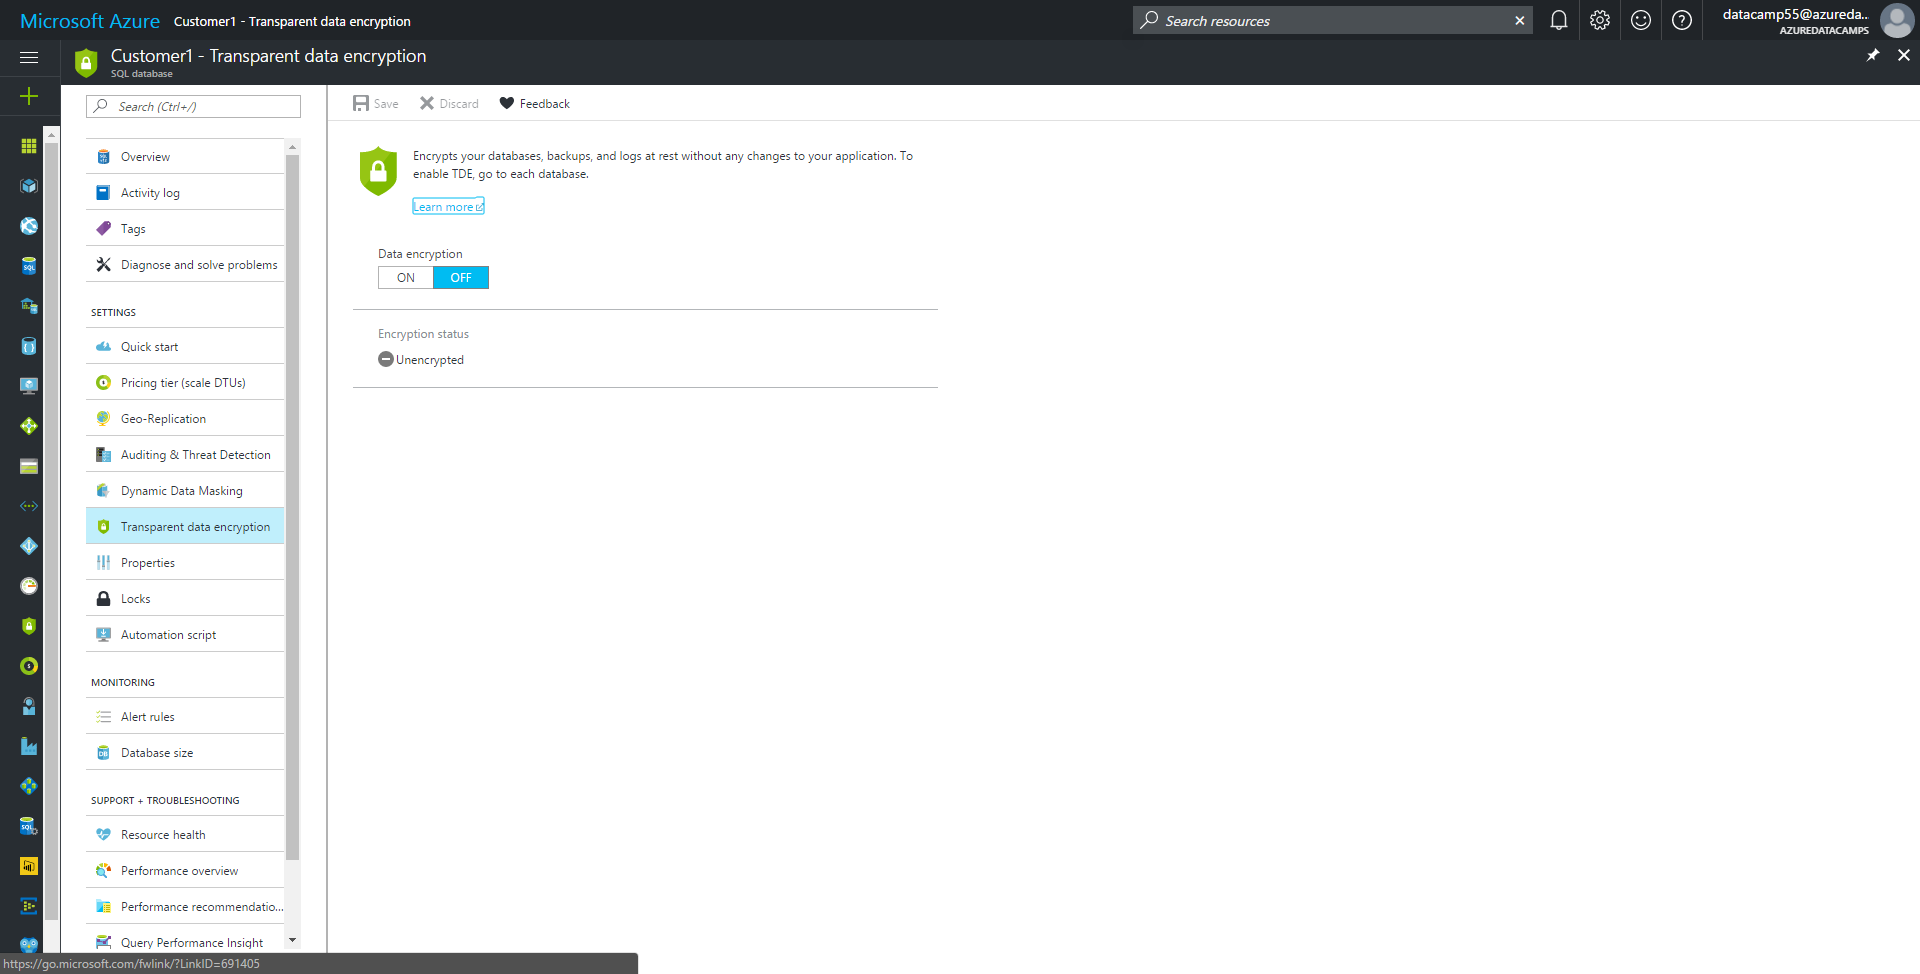 Microsoft Azure Customer1 - Transparent data encryption
Search resources
datacamp55@azureda...
AZUREDATACAMPS
Customer1 - Transparent data encryption
SQL database
Search (Ctrl+/)
Overview
Activity log
Tags
Diagnose and solve problems
SETTINGS
Quick start
Pricing tier (scale DTUs)
Geo-Replication
Auditing & Threat Detection
Dynamic Data Masking
Transparent data encryption
Properties
Locks
Automation script
MONITORING
Alert rules
Database size
SUPPORT + TROUBLESHOOTING
Resource health
Performance overview
Performance recommendatio...
Query Performance Insight
Save Discard Feedback
Encrypts your databases, backups, and logs at rest without any changes to your application. To
enable TDE, go to each database.
Learn more
Data encryption
ON OFF
Encryption status
Unencrypted
https://go.microsoft.com/fwlink/?LinkID=691405